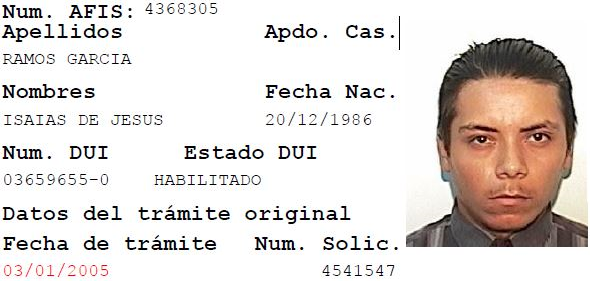 Num. AFIS: 4368305
Apellidos Apdo. Cas.
RAMOS GARCIA
Nombres Fecha Nac.
ISAIAS DE JESUS 20/12/1986
Num. DUI Estado DUI
03659655-0 HABILITADO
Datos del trámite original
Fecha de trámite Num. Solic.
03/01/2005 4541547